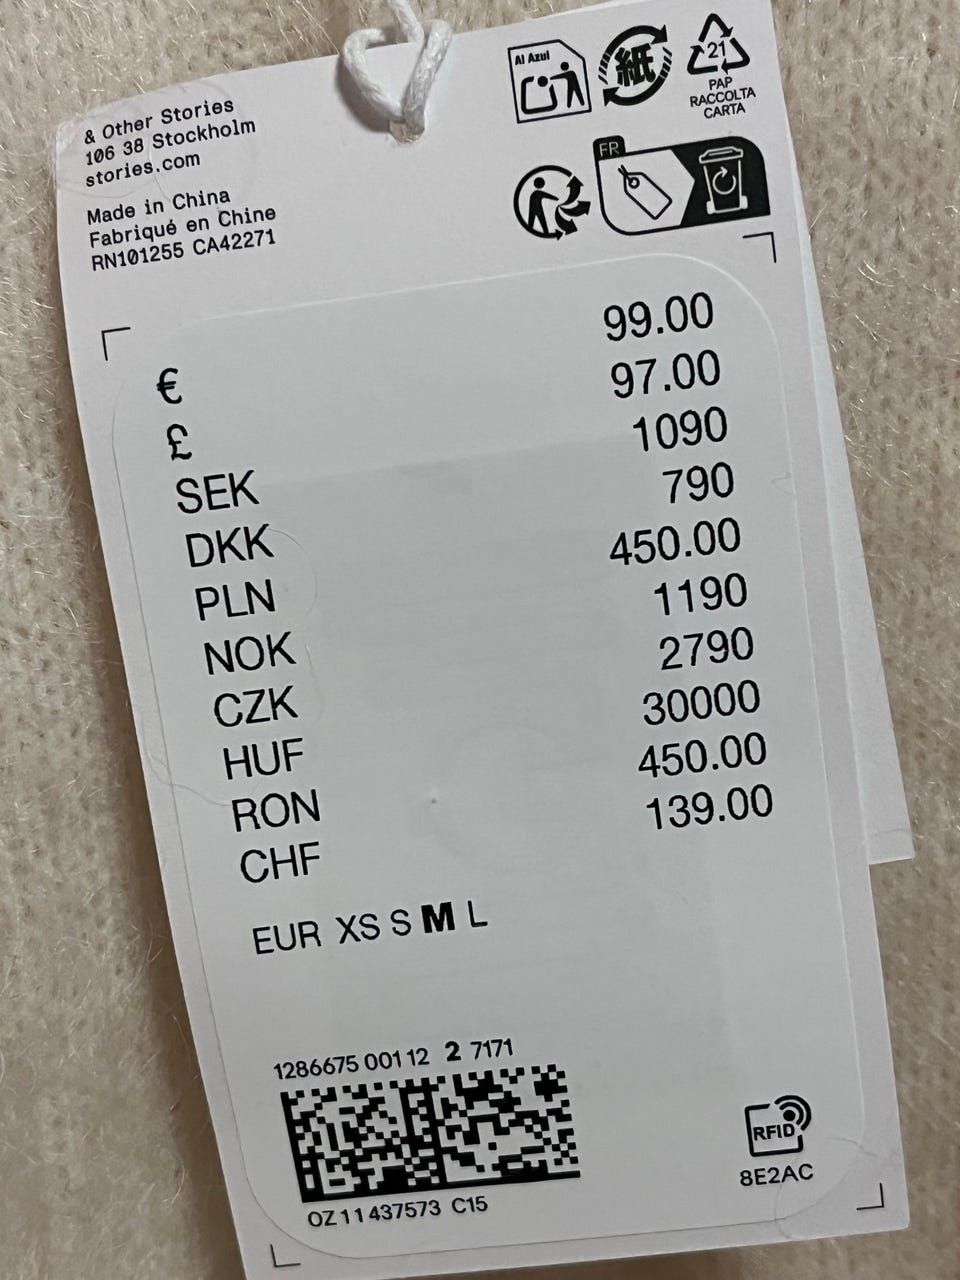 & Other Stories
106 38 Stockholm
stories.com
Made in China
Fabriqué en Chine
RN101255 CA42271
Al Azul
紙
21
PAP
RACCOLTA
CARTA
FR
€ 99.00
£ 97.00
SEK 1090
DKK 790
PLN 450.00
NOK 1190
CZK 2790
HUF 30000
RON 450.00
CHF 139.00
EUR XS S M L
1286675 001 12 2 7171
OZ 11 437573 C15
RFID
8E2AC